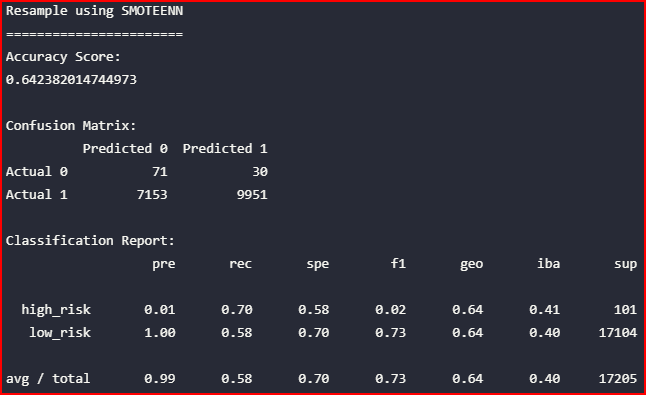 Resample using SMOTEENN
=======================
Accuracy Score:
0.642382014744973
Confusion Matrix:
Predicted 0 Predicted 1
Actual 0 71 30
Actual 1 7153 9951
Classification Report:
pre rec spe f1 geo iba sup
high_risk 0.01 0.70 0.58 0.02 0.64 0.41 101
low_risk 1.00 0.58 0.70 0.73 0.64 0.40 17104
avg / total 0.99 0.58 0.70 0.73 0.64 0.40 17205